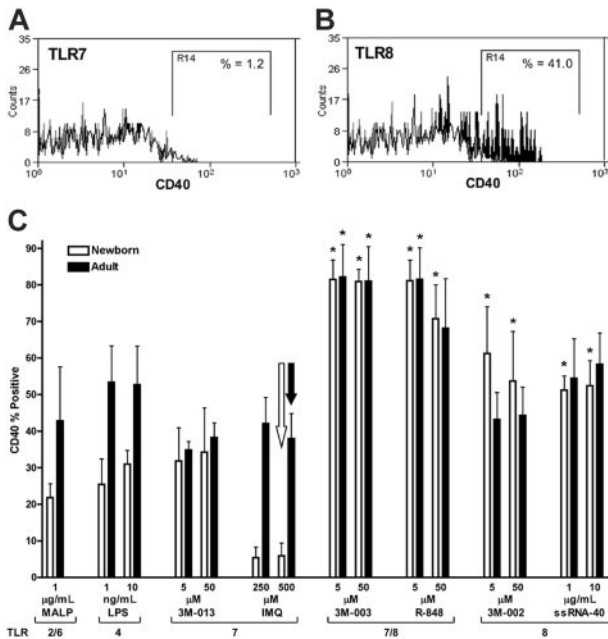 A
TLR7
R14
% = 1.2
35
26
17
8
0
Counts
10⁰ 10¹ 10² 10³
CD40
B
TLR8
R14
% = 41.0
35
26
17
8
0
Counts
10⁰ 10¹ 10² 10³
CD40
C
Newborn
Adult
90
80
70
60
50
40
30
20
10
0
CD40 % Positive
* * * * * * * * * * *
1 1 10 5 50 250 500 5 50 5 50 5 50 1 10
µg/mL ng/mL µM µM µM µM µM µg/mL
MALP LPS 3M-013 IMQ 3M-003 R-848 3M-002 ssRNA-40
TLR 2/6 4 7 7/8 8